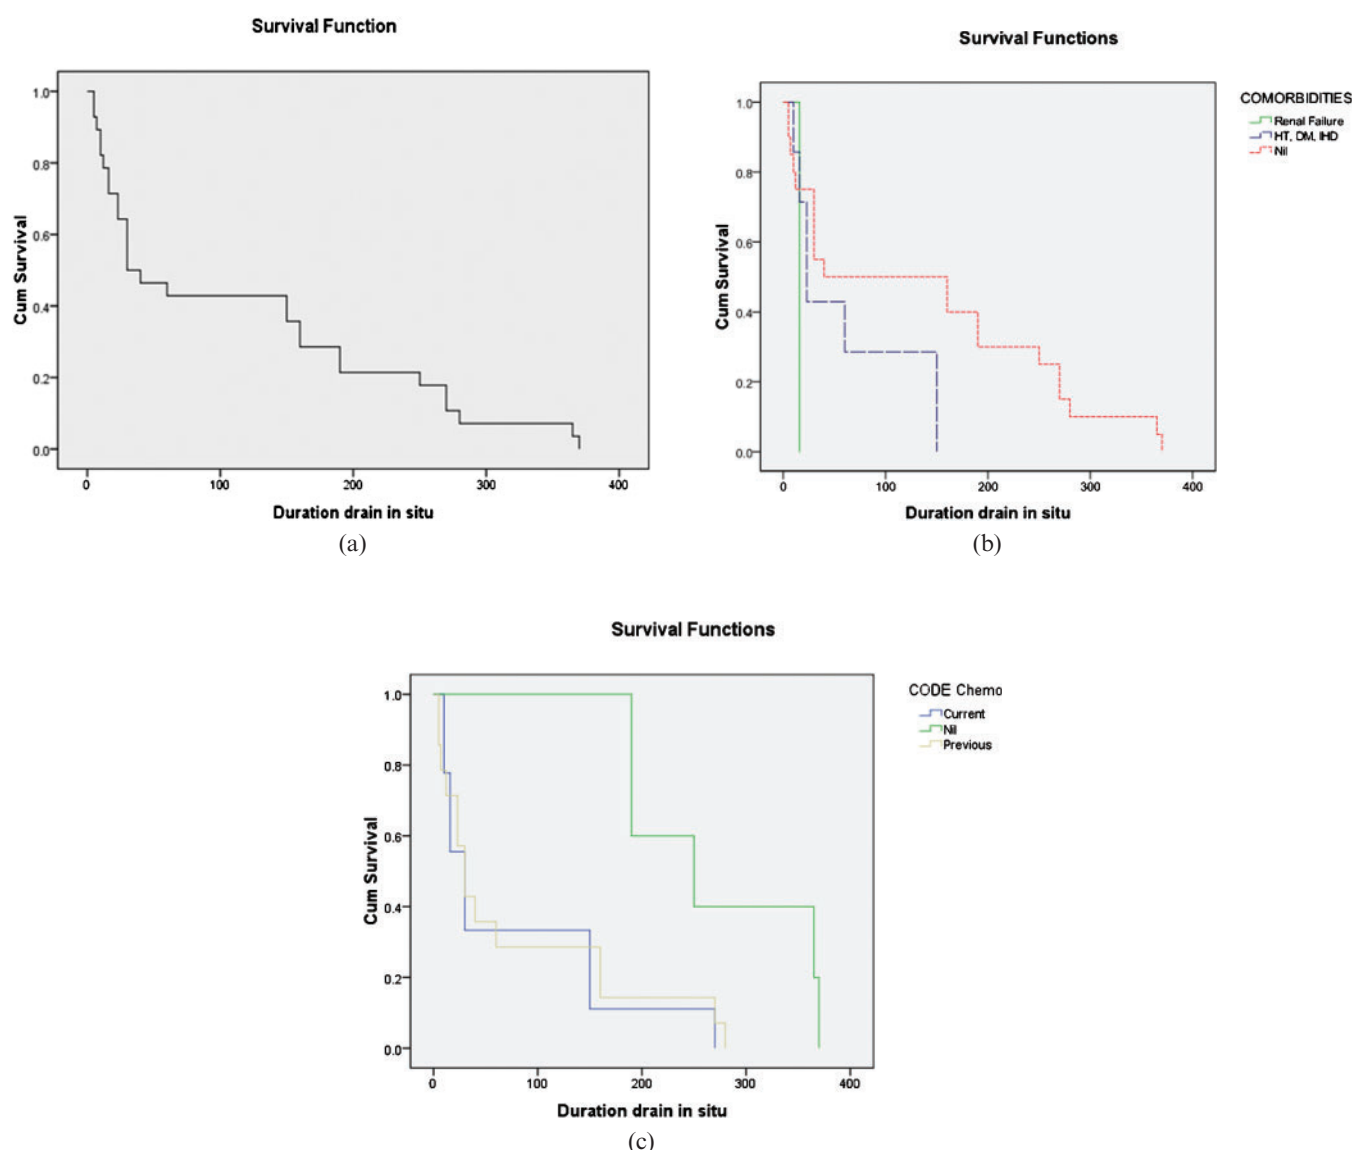 Survival Function
1.0
0.8
0.6
0.4
0.2
0.0
Cum Survival
0 100 200 300 400
Duration drain in situ
(a)
Survival Functions
1.0
0.8
0.6
0.4
0.2
0.0
Cum Survival
0 100 200 300 400
Duration drain in situ
COMORBIDITIES
Renal Failure
HT, DM, IHD
Nil
(b)
Survival Functions
1.0
0.8
0.6
0.4
0.2
0.0
Cum Survival
0 100 200 300 400
Duration drain in situ
CODE Chemo
Current
Nil
Previous
(c)